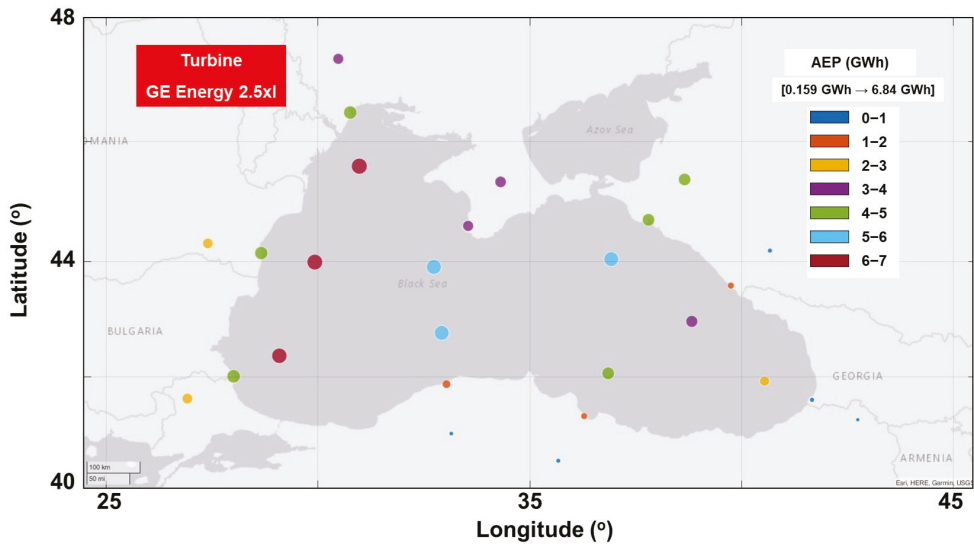 48
Turbine
GE Energy 2.5xl
AEP (GWh)
[0.159 GWh → 6.84 GWh]
0–1
1–2
2–3
3–4
4–5
5–6
6–7
Azov Sea
MANIA
44
Black Sea
BULGARIA
GEORGIA
ARMENIA
100 km
50 mi
Esri, HERE, Garmin, USGS
40
25
35
45
Latitude (º)
Longitude (º)